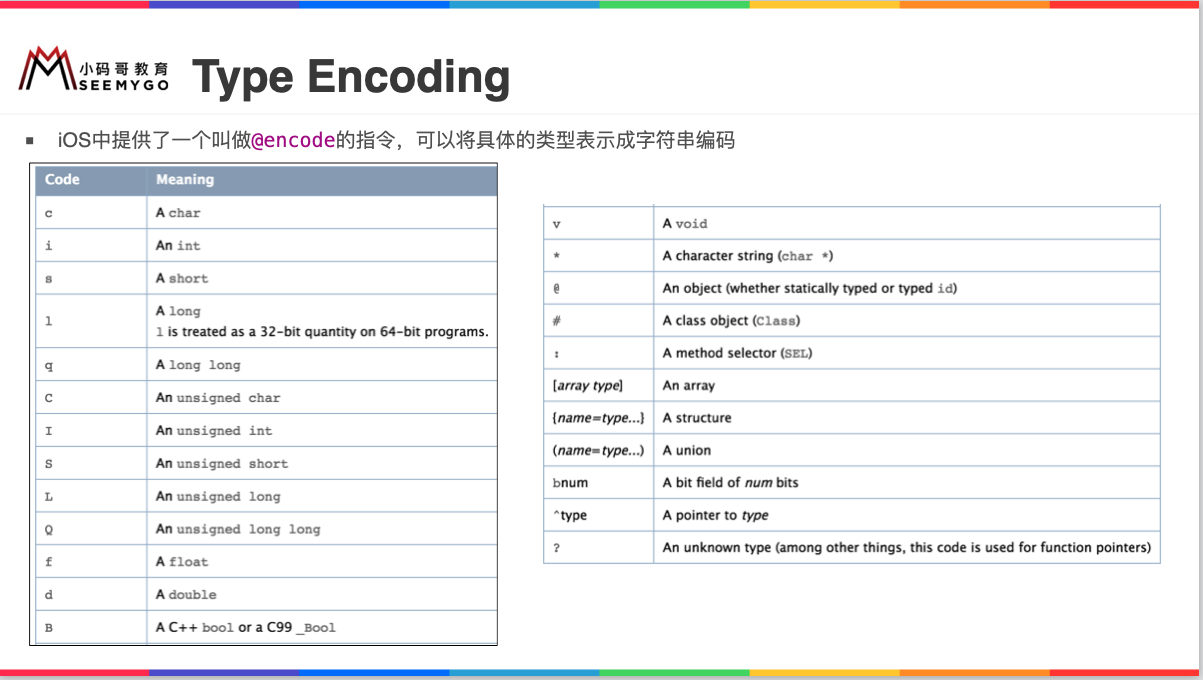 小码哥教育
SEEMYGO
Type Encoding
iOS中提供了一个叫做@encode的指令，可以将具体的类型表示成字符串编码
Code Meaning
c A char
i An int
s A short
l A long
l is treated as a 32-bit quantity on 64-bit programs.
q A long long
C An unsigned char
I An unsigned int
S An unsigned short
L An unsigned long
Q An unsigned long long
f A float
d A double
B A C++ bool or a C99 _Bool
v A void
* A character string (char *)
@ An object (whether statically typed or typed id)
# A class object (Class)
: A method selector (SEL)
[array type] An array
{name=type...} A structure
(name=type...) A union
bnum A bit field of num bits
^type A pointer to type
? An unknown type (among other things, this code is used for function pointers)